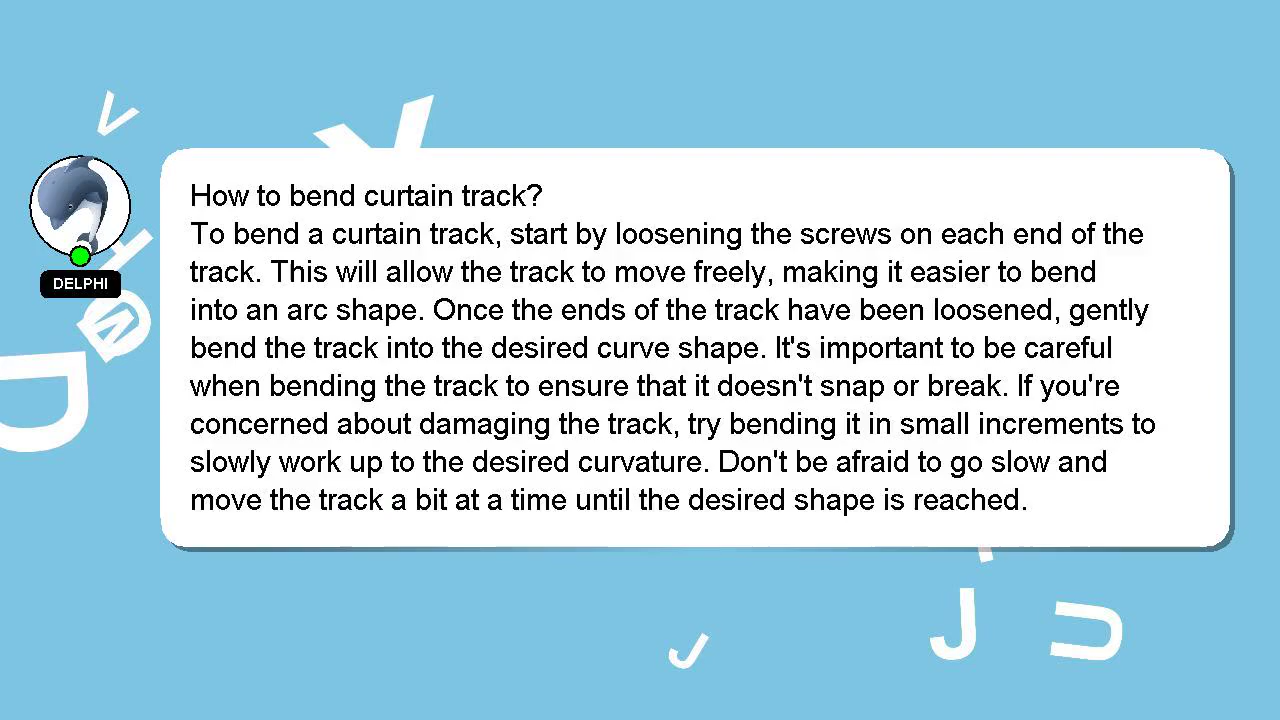 How to bend curtain track?
To bend a curtain track, start by loosening the screws on each end of the
track. This will allow the track to move freely, making it easier to bend
into an arc shape. Once the ends of the track have been loosened, gently
bend the track into the desired curve shape. It's important to be careful
when bending the track to ensure that it doesn't snap or break. If you're
concerned about damaging the track, try bending it in small increments to
slowly work up to the desired curvature. Don't be afraid to go slow and
move the track a bit at a time until the desired shape is reached.
DELPHI
V
Y
D
M
J
J
U